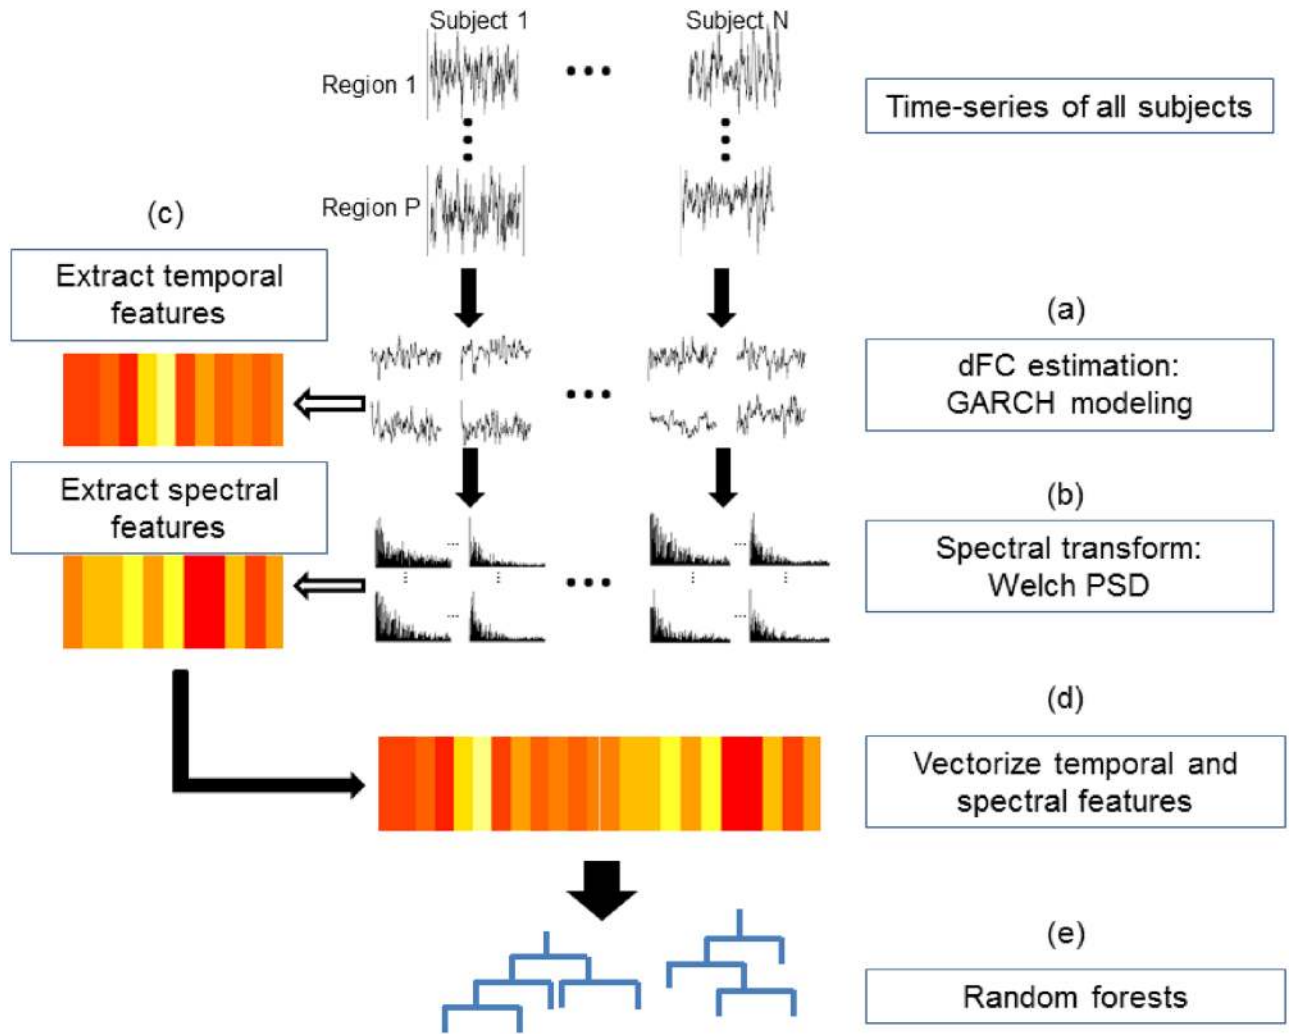 Subject 1
Subject N
Region 1
Time-series of all subjects
Region P
(c)
Extract temporal
features
(a)
dFC estimation:
GARCH modeling
Extract spectral
features
(b)
Spectral transform:
Welch PSD
(d)
Vectorize temporal and
spectral features
(e)
Random forests